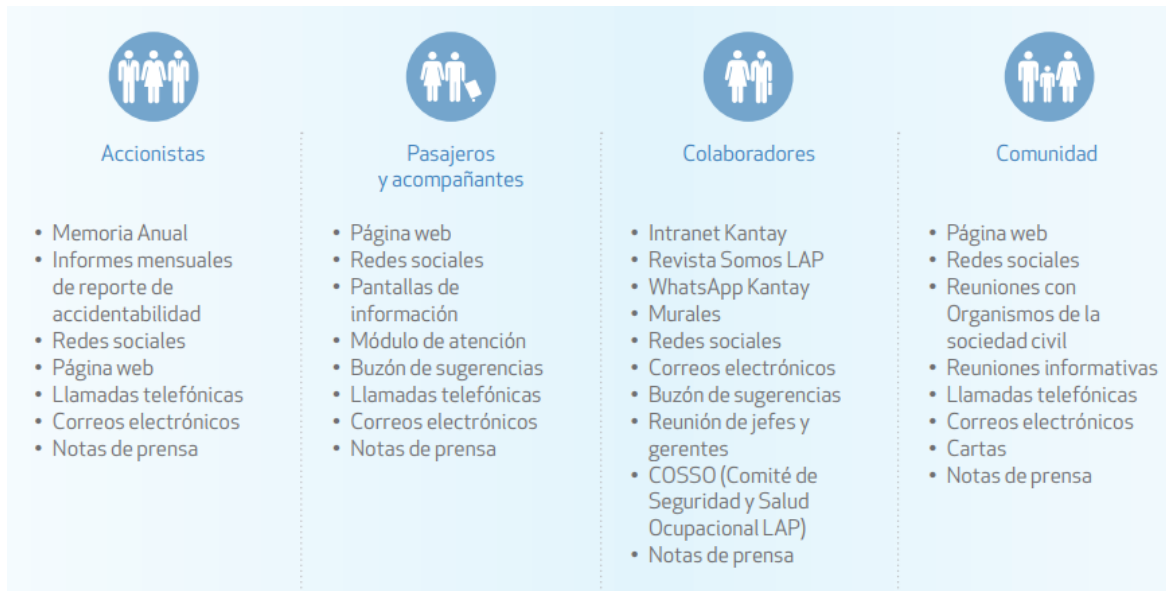 Accionistas
• Memoria Anual
• Informes mensuales
de reporte de
accidentabilidad
• Redes sociales
• Página web
• Llamadas telefónicas
• Correos electrónicos
• Notas de prensa
Pasajeros
y acompañantes
• Página web
• Redes sociales
• Pantallas de
información
• Módulo de atención
• Buzón de sugerencias
• Llamadas telefónicas
• Correos electrónicos
• Notas de prensa
Colaboradores
• Intranet Kantay
• Revista Somos LAP
• WhatsApp Kantay
• Murales
• Redes sociales
• Correos electrónicos
• Buzón de sugerencias
• Reunión de jefes y
gerentes
• COSSO (Comité de
Seguridad y Salud
Ocupacional LAP)
• Notas de prensa
Comunidad
• Página web
• Redes sociales
• Reuniones con
Organismos de la
sociedad civil
• Reuniones informativas
• Llamadas telefónicas
• Correos electrónicos
• Cartas
• Notas de prensa